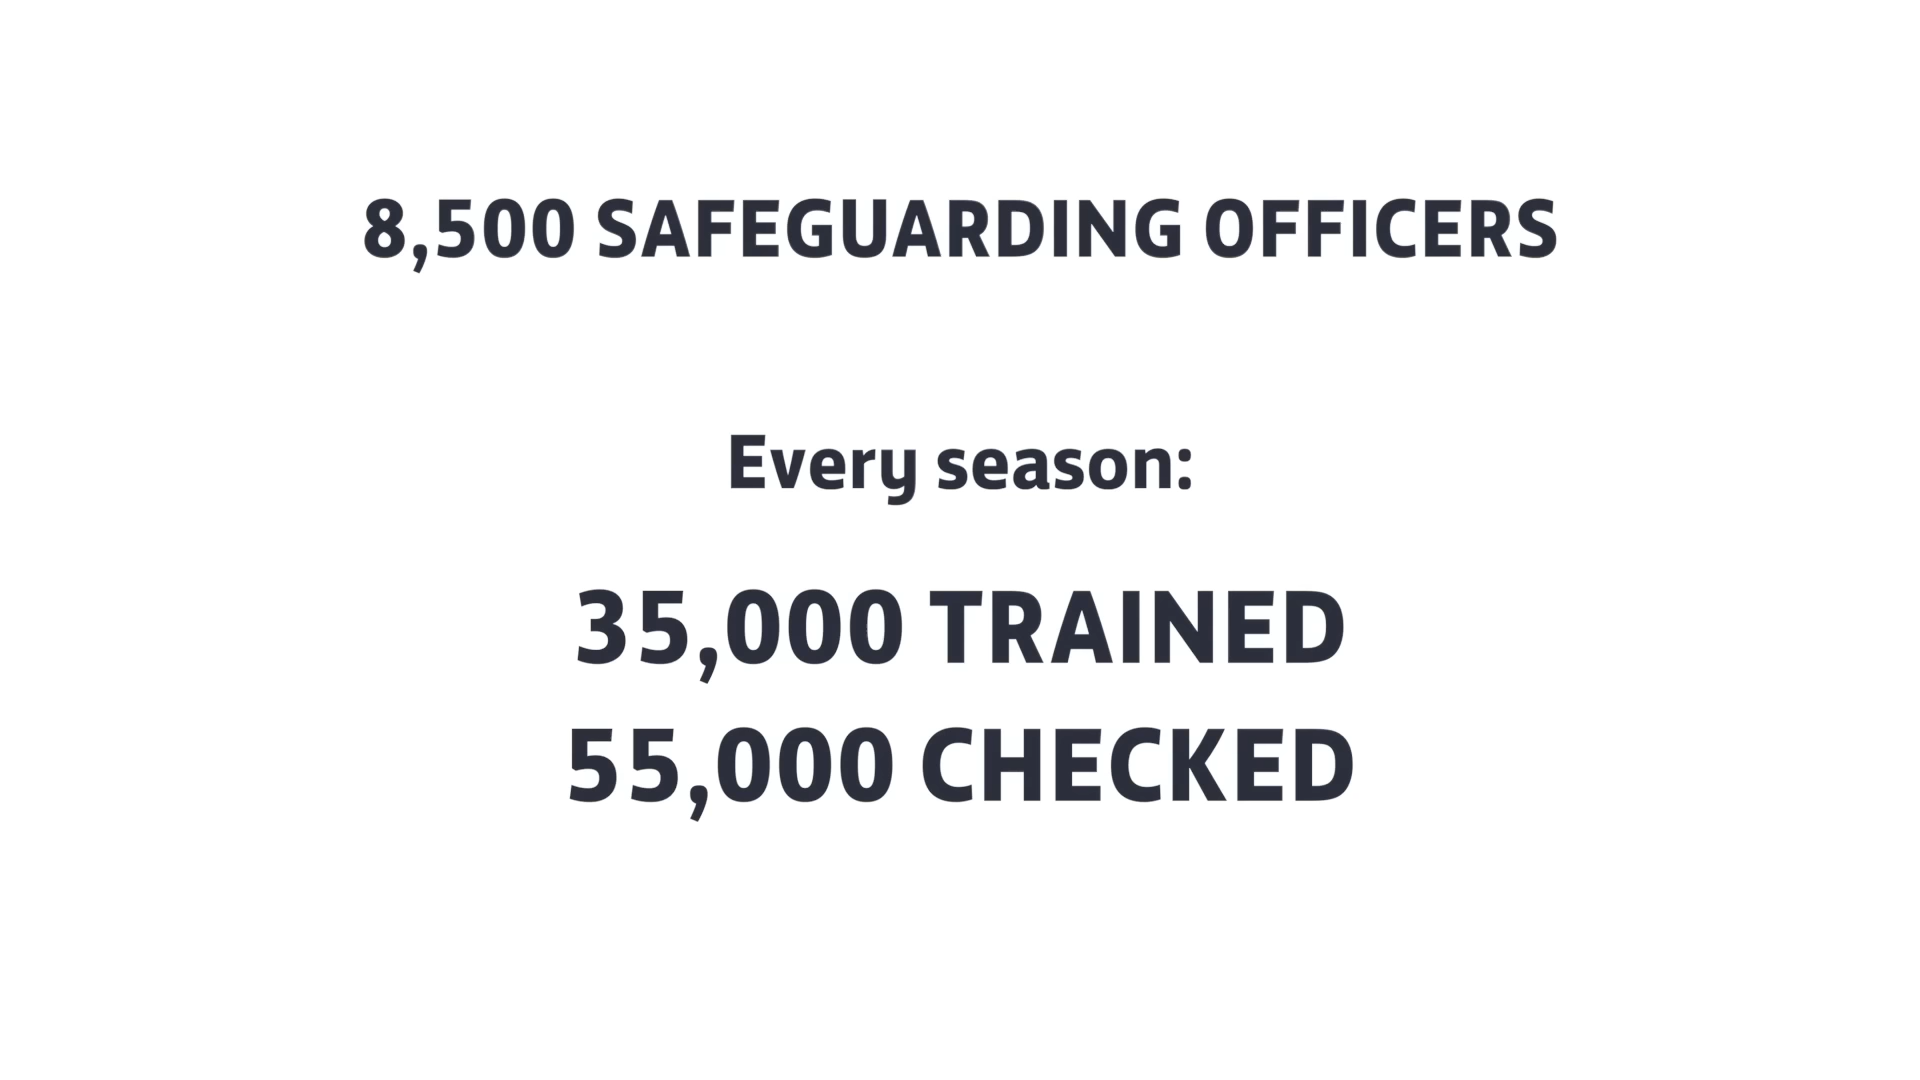 8,500 SAFEGUARDING OFFICERS
Every season:
35,000 TRAINED
55,000 CHECKED